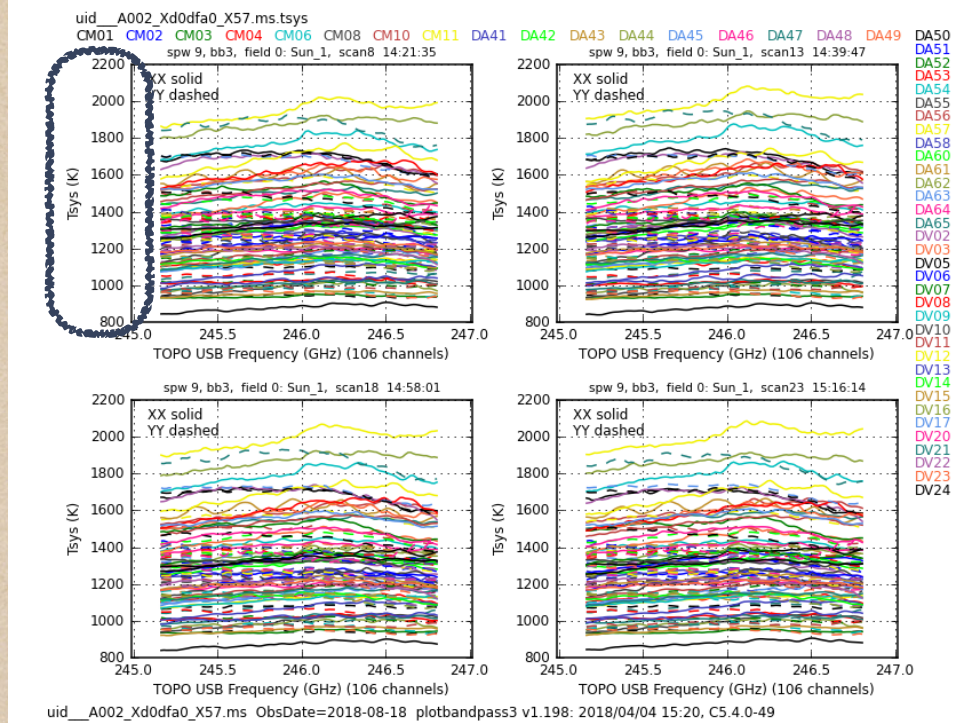 uid___A002_Xd0dfa0_X57.ms.tsys
CM01 CM02 CM03 CM04 CM06 CM08 CM10 CM11 DA41 DA42 DA43 DA44 DA45 DA46 DA47 DA48 DA49 DA50
DA51
DA52
DA53
DA54
DA55
DA56
DA57
DA58
DA60
DA61
DA62
DA63
DA64
DA65
DV02
DV03
DV05
DV06
DV07
DV08
DV09
DV10
DV11
DV12
DV13
DV14
DV15
DV16
DV17
DV20
DV21
DV22
DV23
DV24
spw 9, bb3, field 0: Sun_1, scan8 14:21:35
XX solid
YY dashed
Tsys (K)
2200
2000
1800
1600
1400
1200
1000
800
245.0 245.5 246.0 246.5 247.0
TOPO USB Frequency (GHz) (106 channels)
spw 9, bb3, field 0: Sun_1, scan13 14:39:47
XX solid
YY dashed
Tsys (K)
2200
2000
1800
1600
1400
1200
1000
800
245.0 245.5 246.0 246.5 247.0
TOPO USB Frequency (GHz) (106 channels)
spw 9, bb3, field 0: Sun_1, scan18 14:58:01
XX solid
YY dashed
Tsys (K)
2200
2000
1800
1600
1400
1200
1000
800
245.0 245.5 246.0 246.5 247.0
TOPO USB Frequency (GHz) (106 channels)
spw 9, bb3, field 0: Sun_1, scan23 15:16:14
XX solid
YY dashed
Tsys (K)
2200
2000
1800
1600
1400
1200
1000
800
245.0 245.5 246.0 246.5 247.0
TOPO USB Frequency (GHz) (106 channels)
uid___A002_Xd0dfa0_X57.ms ObsDate=2018-08-18 plotbandpass3 v1.198: 2018/04/04 15:20, C5.4.0-49